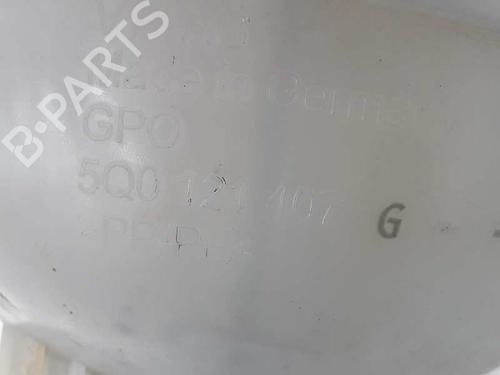 B-PARTS
Made in Germany
GPO
5Q0 121 407 G